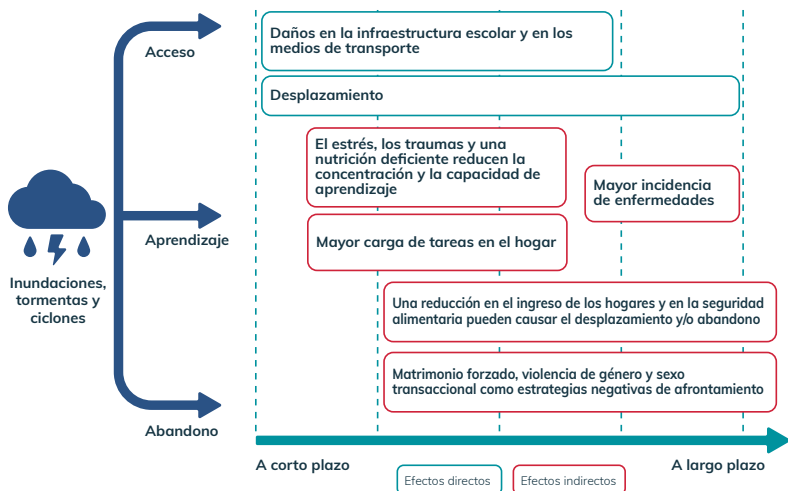 Acceso
Daños en la infraestructura escolar y en los
medios de transporte
Desplazamiento
El estrés, los traumas y una
nutrición deficiente reducen la
concentración y la capacidad de
aprendizaje
Mayor incidencia
de enfermedades
Aprendizaje
Mayor carga de tareas en el hogar
Inundaciones,
tormentas y
ciclones
Una reducción en el ingreso de los hogares y en la seguridad
alimentaria pueden causar el desplazamiento y/o abandono
Matrimonio forzado, violencia de género y sexo
transaccional como estrategias negativas de afrontamiento
Abandono
A corto plazo
A largo plazo
Efectos directos
Efectos indirectos